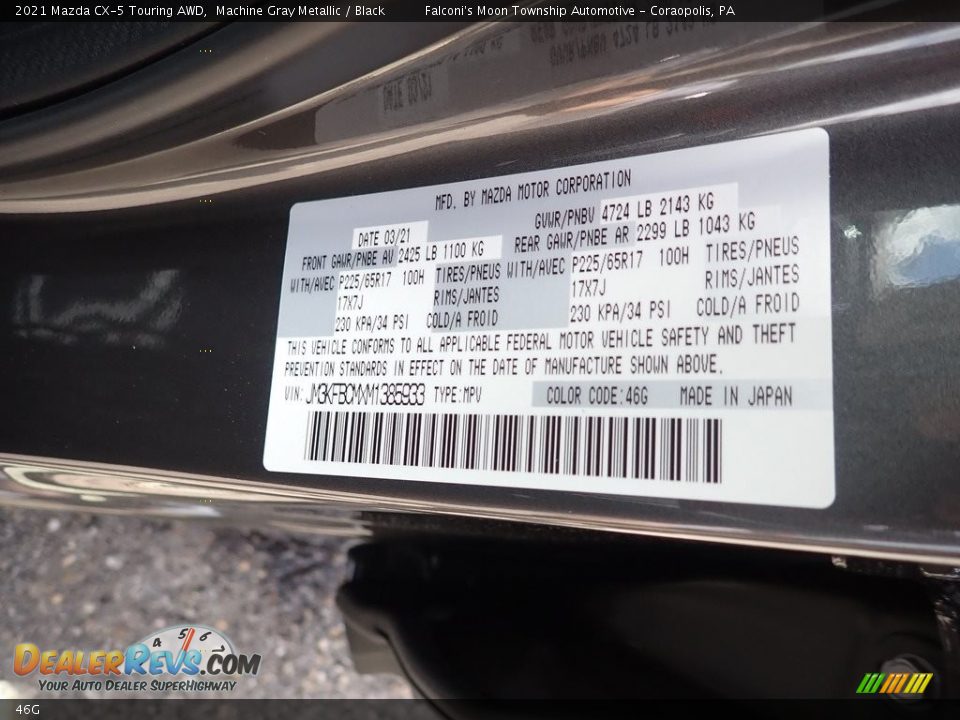 2021 Mazda CX-5 Touring AWD, Machine Gray Metallic / Black Falconi's Moon Township Automotive - Coraopolis, PA
MFD. BY MAZDA MOTOR CORPORATION
DATE 03/21 GVWR/PNBV 4724 LB 2143 KG
FRONT GAWR/PNBE AV 2425 LB 1100 KG REAR GAWR/PNBE AR 2299 LB 1043 KG
WITH/AVEC P225/65R17 100H TIRES/PNEUS WITH/AVEC P225/65R17 100H TIRES/PNEUS
17X7J RIMS/JANTES 17X7J RIMS/JANTES
230 KPA/34 PSI COLD/A FROID 230 KPA/34 PSI COLD/A FROID
THIS VEHICLE CONFORMS TO ALL APPLICABLE FEDERAL MOTOR VEHICLE SAFETY AND THEFT
PREVENTION STANDARDS IN EFFECT ON THE DATE OF MANUFACTURE SHOWN ABOVE.
VIN: JM3KFBCMXM1385933 TYPE:MPV COLOR CODE:46G MADE IN JAPAN
4 5 6
DEALERREVS.COM
YOUR AUTO DEALER SUPERHIGHWAY
46G